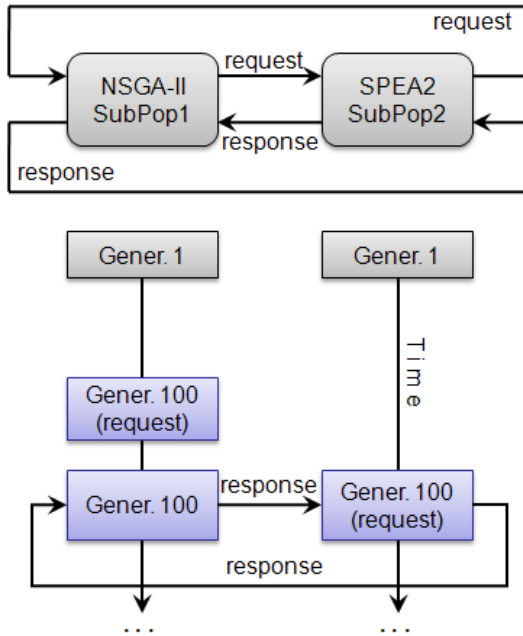 request
NSGA-II
SubPop1
request
SPEA2
SubPop2
response
response
Gener. 1
Gener. 1
Time
Gener. 100
(request)
Gener. 100
response
Gener. 100
(request)
response
...
...